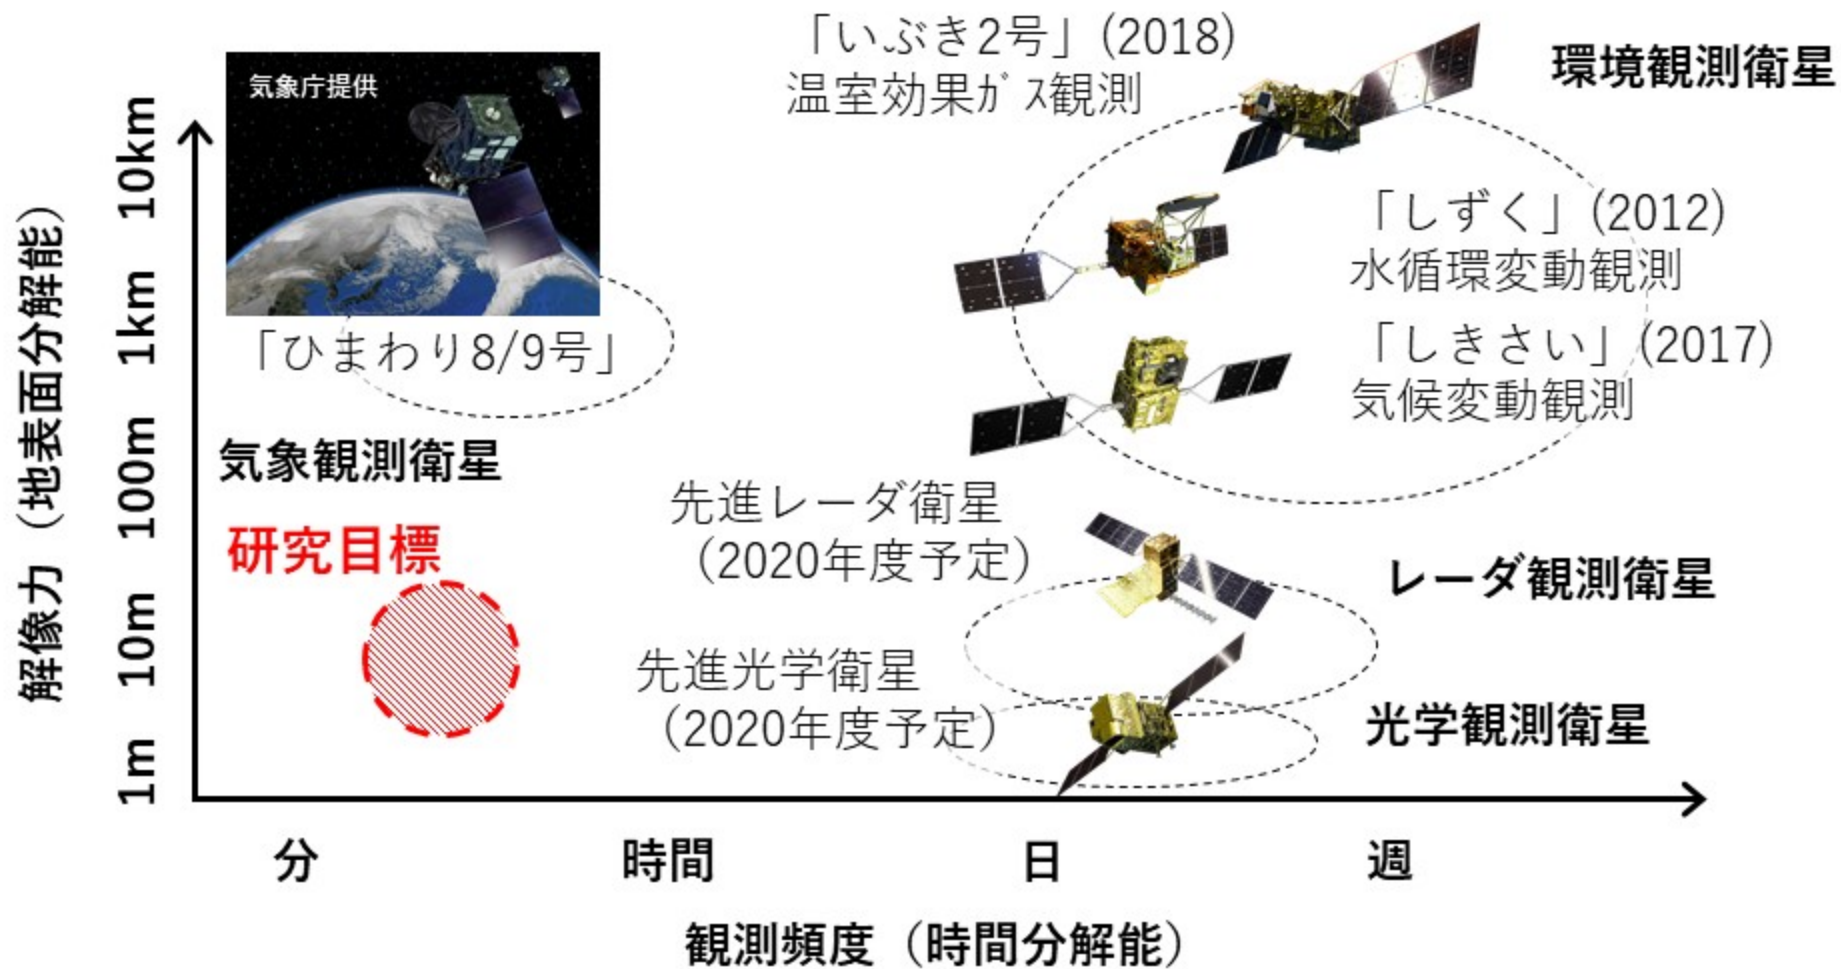 「いぶき2号」(2018)
温室効果ｶﾞｽ観測
環境観測衛星
気象庁提供
「しずく」(2012)
水循環変動観測
「ひまわり8/9号」
「しきさい」(2017)
気候変動観測
気象観測衛星
先進レーダ衛星
（2020年度予定）
研究目標
レーダ観測衛星
先進光学衛星
（2020年度予定）
光学観測衛星
解像力（地表面分解能）
10km
1km
100m
10m
1m
分
時間
日
週
観測頻度（時間分解能）